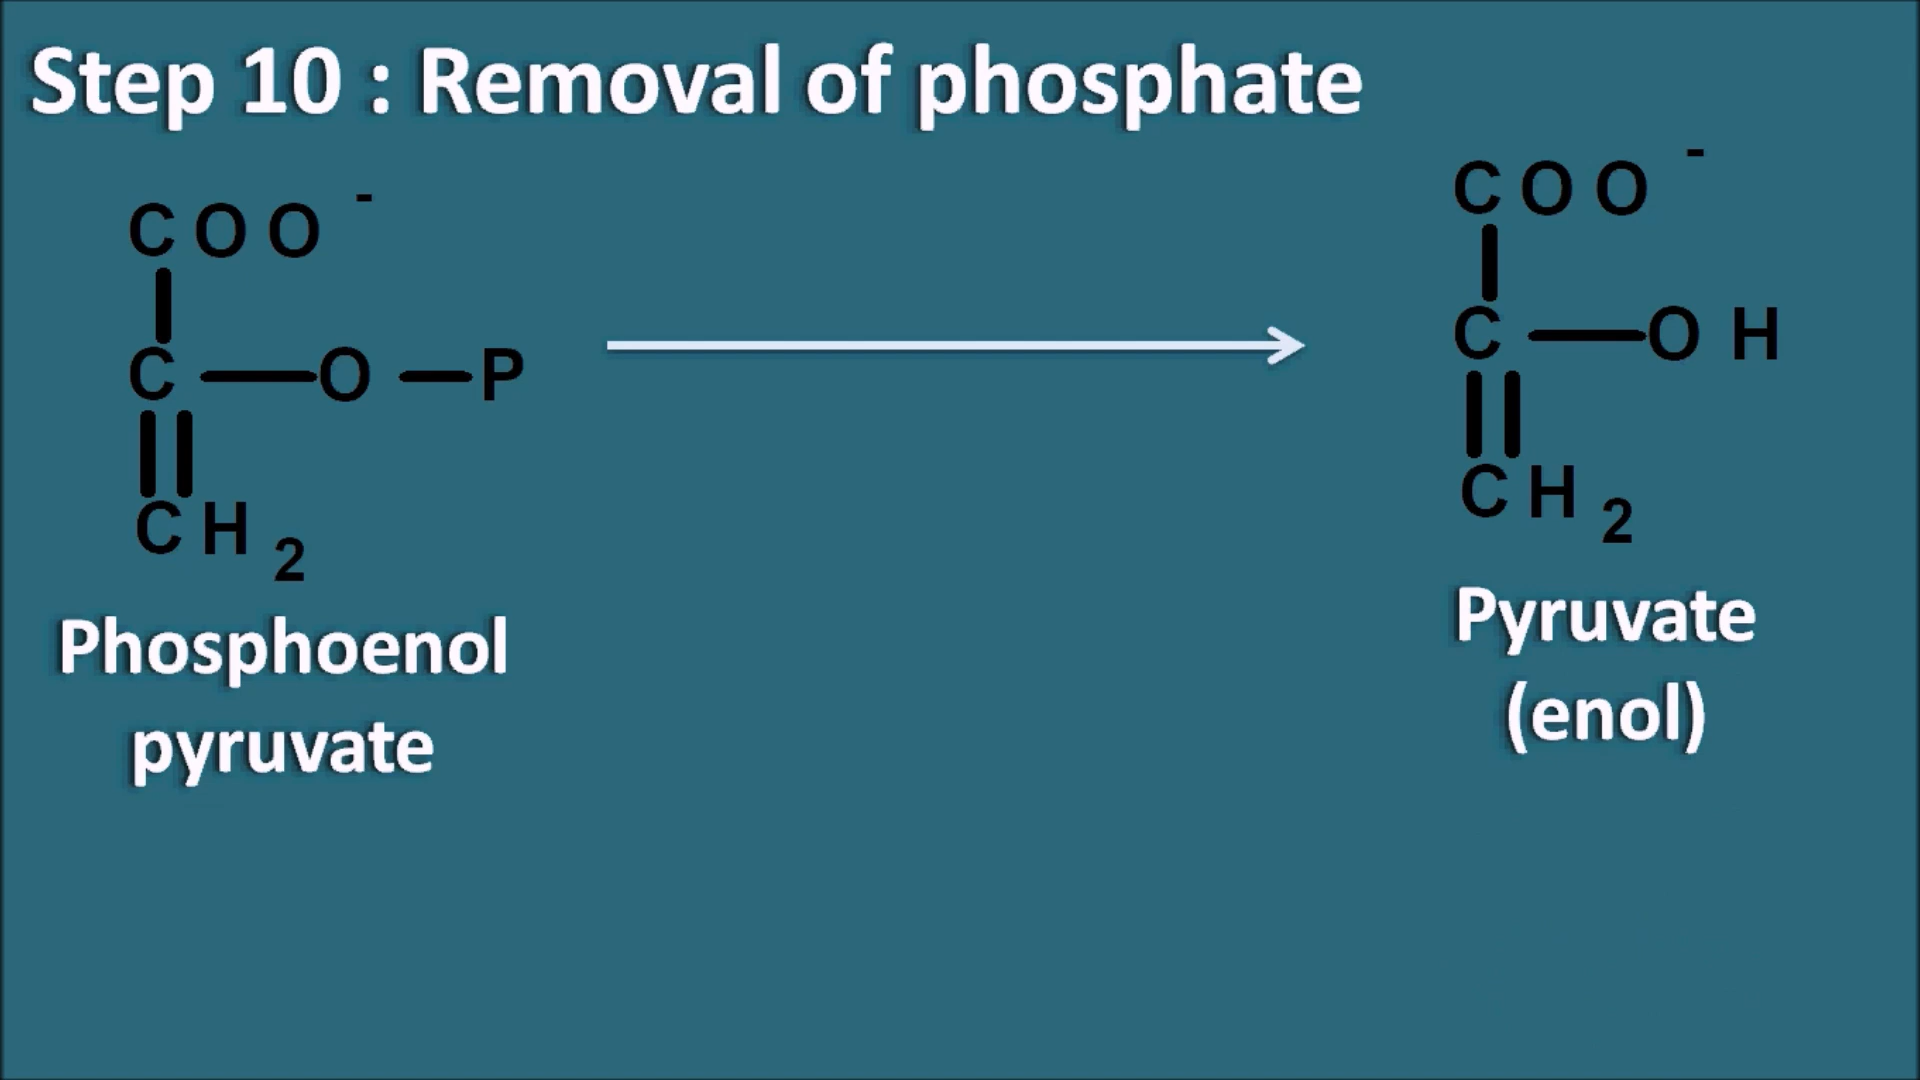 Step 10 : Removal of phosphate
COO-
C—O—P
CH2
Phosphoenol
pyruvate
COO-
C—OH
CH2
Pyruvate
(enol)